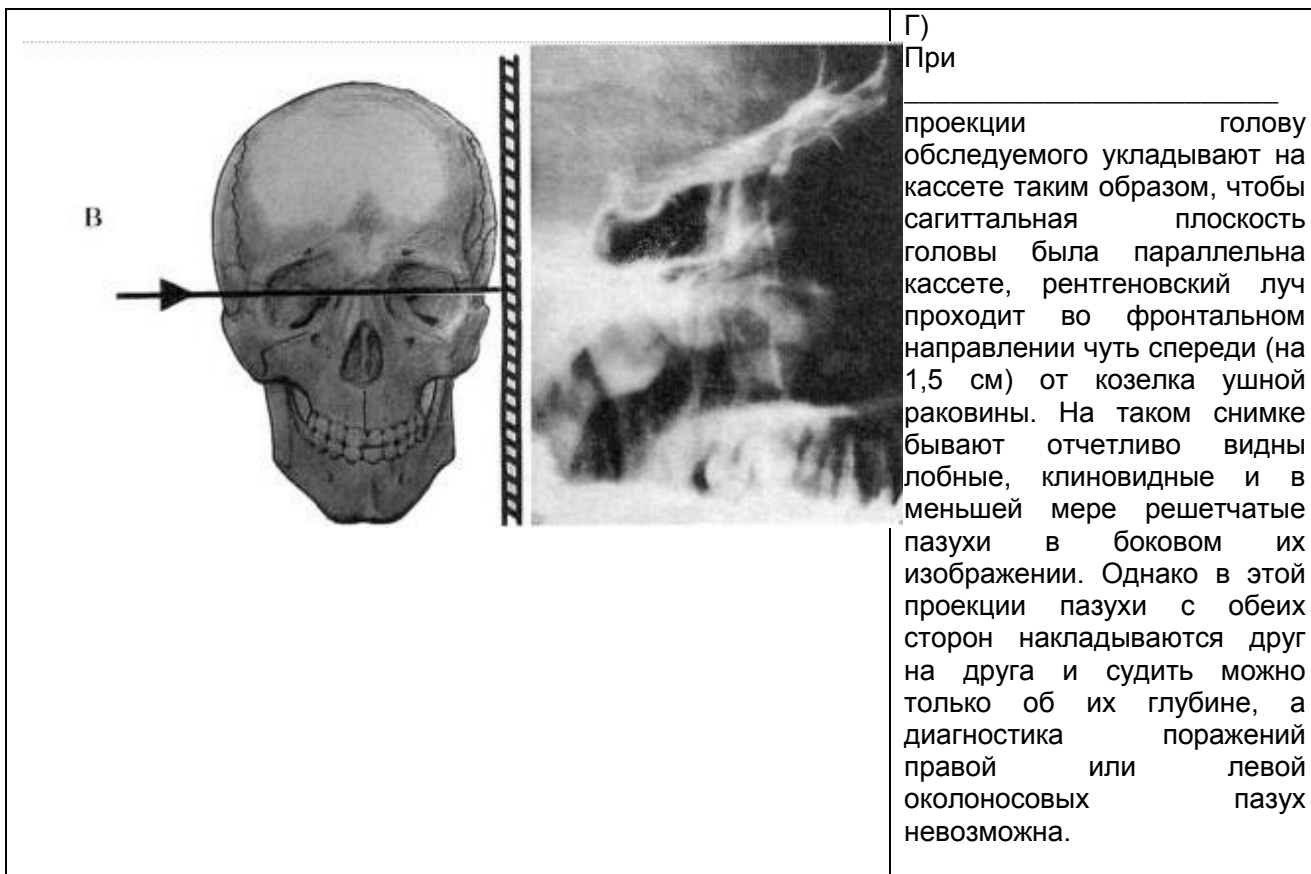 В
Г)
При
___________________________
проекции голову
обследуемого укладывают на
кассете таким образом, чтобы
сагиттальная плоскость
головы была параллельна
кассете, рентгеновский луч
проходит во фронтальном
направлении чуть спереди (на
1,5 см) от козелка ушной
раковины. На таком снимке
бывают отчетливо видны
лобные, клиновидные и в
меньшей мере решетчатые
пазухи в боковом их
изображении. Однако в этой
проекции пазухи с обеих
сторон накладываются друг
на друга и судить можно
только об их глубине, а
диагностика поражений
правой или левой
околоносовых пазух
невозможна.